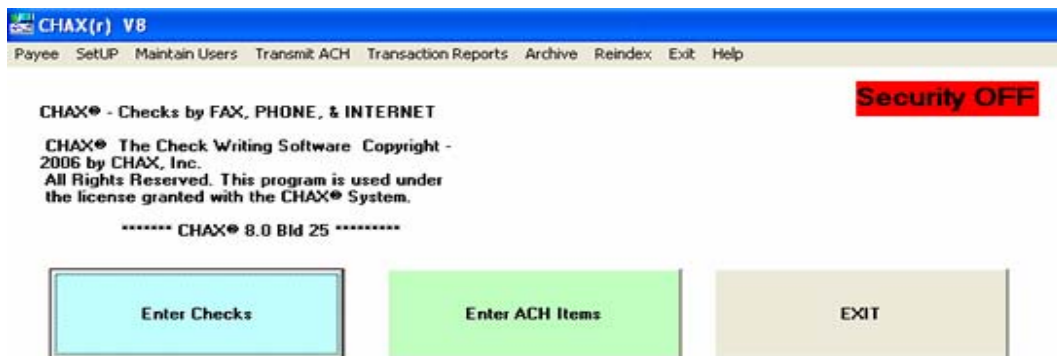 CHAX(r) V8
Payee SetUP Maintain Users Transmit ACH Transaction Reports Archive Reindex Exit Help
Security OFF
CHAX® - Checks by FAX, PHONE, & INTERNET
CHAX® The Check Writing Software Copyright -
2006 by CHAX, Inc.
All Rights Reserved. This program is used under
the license granted with the CHAX® System.
******* CHAX® 8.0 Bld 25 *********
Enter Checks
Enter ACH Items
EXIT